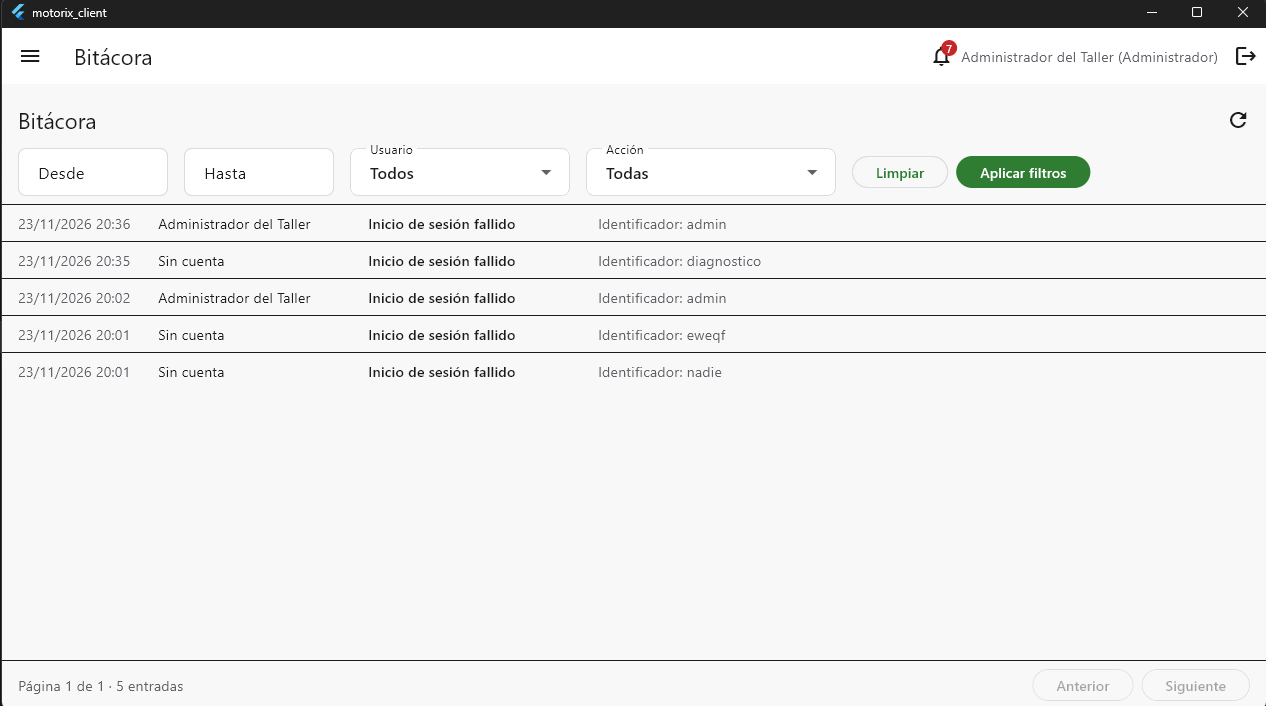 motorix_client
Bitácora
7
Administrador del Taller (Administrador)
Bitácora
Desde
Hasta
Usuario
Todos
Acción
Todas
Limpiar
Aplicar filtros
23/11/2026 20:36 Administrador del Taller Inicio de sesión fallido Identificador: admin
23/11/2026 20:35 Sin cuenta Inicio de sesión fallido Identificador: diagnostico
23/11/2026 20:02 Administrador del Taller Inicio de sesión fallido Identificador: admin
23/11/2026 20:01 Sin cuenta Inicio de sesión fallido Identificador: eweqf
23/11/2026 20:01 Sin cuenta Inicio de sesión fallido Identificador: nadie
Página 1 de 1 · 5 entradas
Anterior
Siguiente